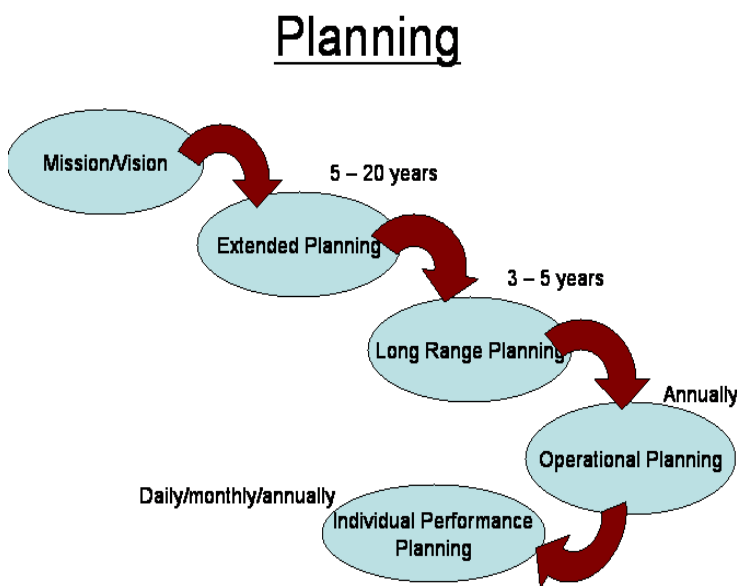 Planning
Mission/Vision
5 – 20 years
Extended Planning
3 – 5 years
Long Range Planning
Annually
Operational Planning
Daily/monthly/annually
Individual Performance
Planning